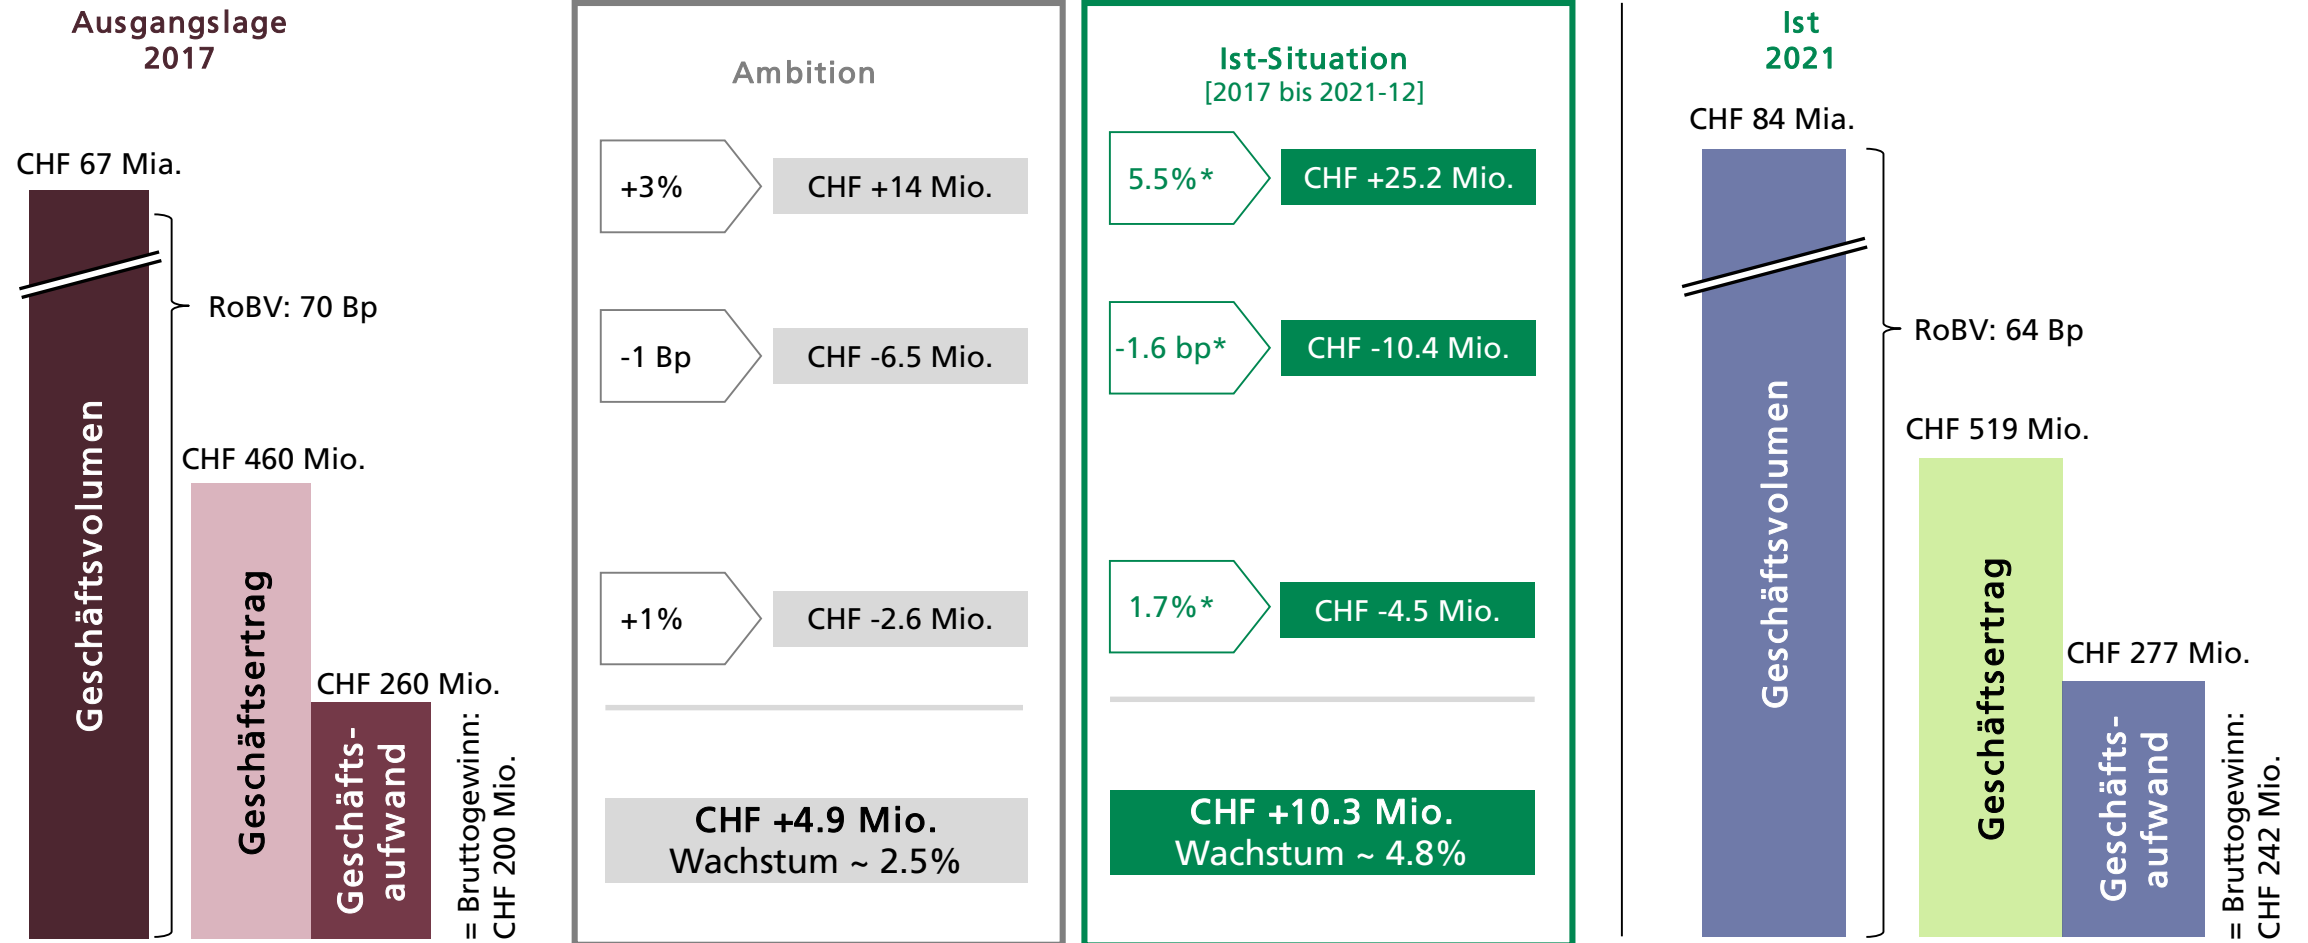 Ausgangslage
2017
CHF 67 Mia.
Geschäftsvolumen
RoBV: 70 Bp
CHF 460 Mio.
Geschäftsertrag
CHF 260 Mio.
Geschäfts-
aufwand
= Bruttogewinn:
CHF 200 Mio.
Ambition
+3%
CHF +14 Mio.
-1 Bp
CHF -6.5 Mio.
+1%
CHF -2.6 Mio.
CHF +4.9 Mio.
Wachstum ~ 2.5%
Ist-Situation
[2017 bis 2021-12]
5.5%*
CHF +25.2 Mio.
-1.6 bp*
CHF -10.4 Mio.
1.7%*
CHF -4.5 Mio.
CHF +10.3 Mio.
Wachstum ~ 4.8%
Ist
2021
CHF 84 Mia.
Geschäftsvolumen
RoBV: 64 Bp
CHF 519 Mio.
Geschäftsertrag
CHF 277 Mio.
Geschäfts-
aufwand
= Bruttogewinn:
CHF 242 Mio.